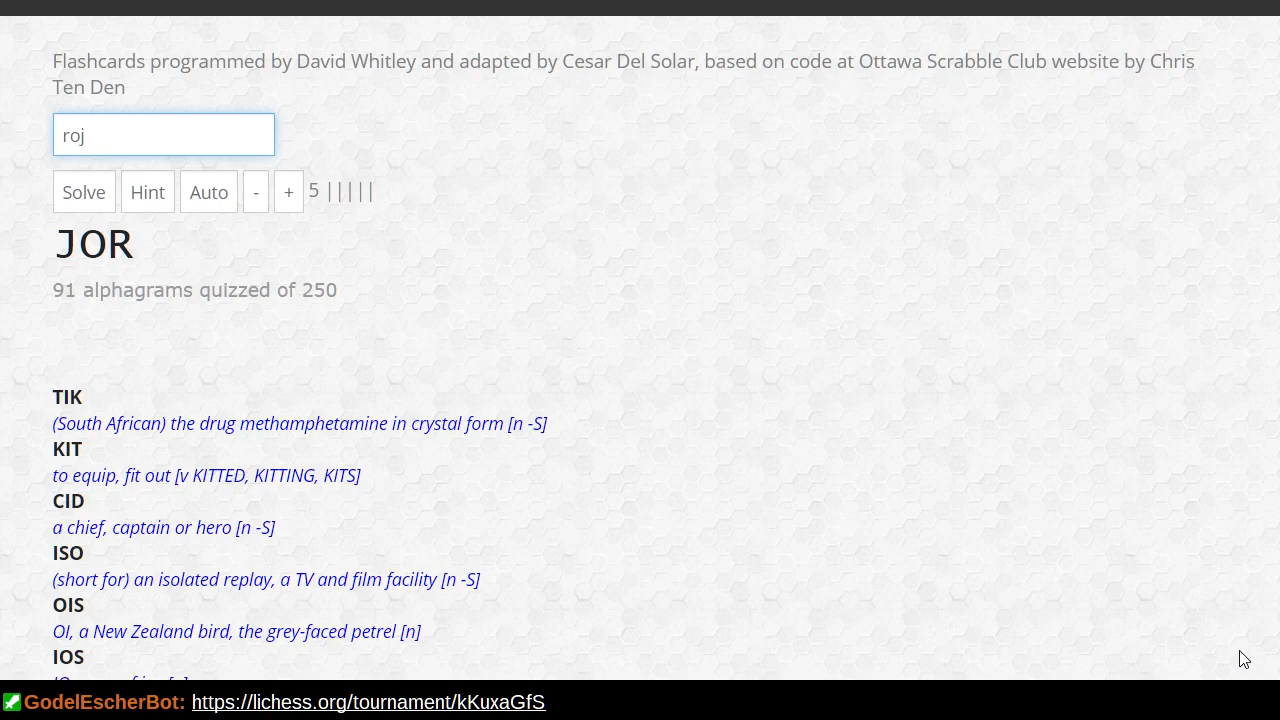 Flashcards programmed by David Whitley and adapted by Cesar Del Solar, based on code at Ottawa Scrabble Club website by Chris
Ten Den
roj
Solve Hint Auto - + 5 |||||
JOR
91 alphagrams quizzed of 250
TIK
(South African) the drug methamphetamine in crystal form [n -S]
KIT
to equip, fit out [v KITTED, KITTING, KITS]
CID
a chief, captain or hero [n -S]
ISO
(short for) an isolated replay, a TV and film facility [n -S]
OIS
OI, a New Zealand bird, the grey-faced petrel [n]
IOS
GodelEscherBot: https://lichess.org/tournament/kKuxaGfS